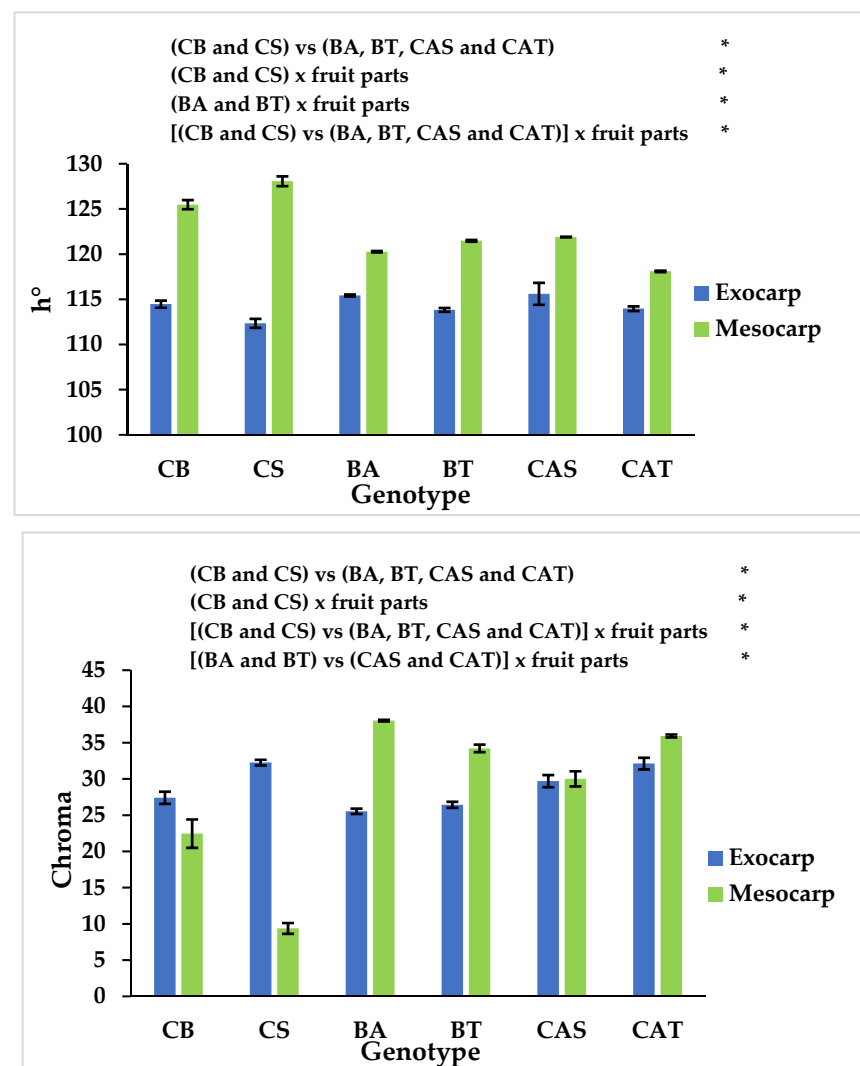 (CB and CS) vs (BA, BT, CAS and CAT) *
(CB and CS) x fruit parts *
(BA and BT) x fruit parts *
[(CB and CS) vs (BA, BT, CAS and CAT)] x fruit parts *
130
125
120
115
110
105
100
h°
Exocarp
Mesocarp
CB CS BA BT CAS CAT
Genotype
(CB and CS) vs (BA, BT, CAS and CAT) *
(CB and CS) x fruit parts *
[(CB and CS) vs (BA, BT, CAS and CAT)] x fruit parts *
[(BA and BT) vs (CAS and CAT)] x fruit parts *
45
40
35
30
25
20
15
10
5
0
Chroma
Exocarp
Mesocarp
CB CS BA BT CAS CAT
Genotype